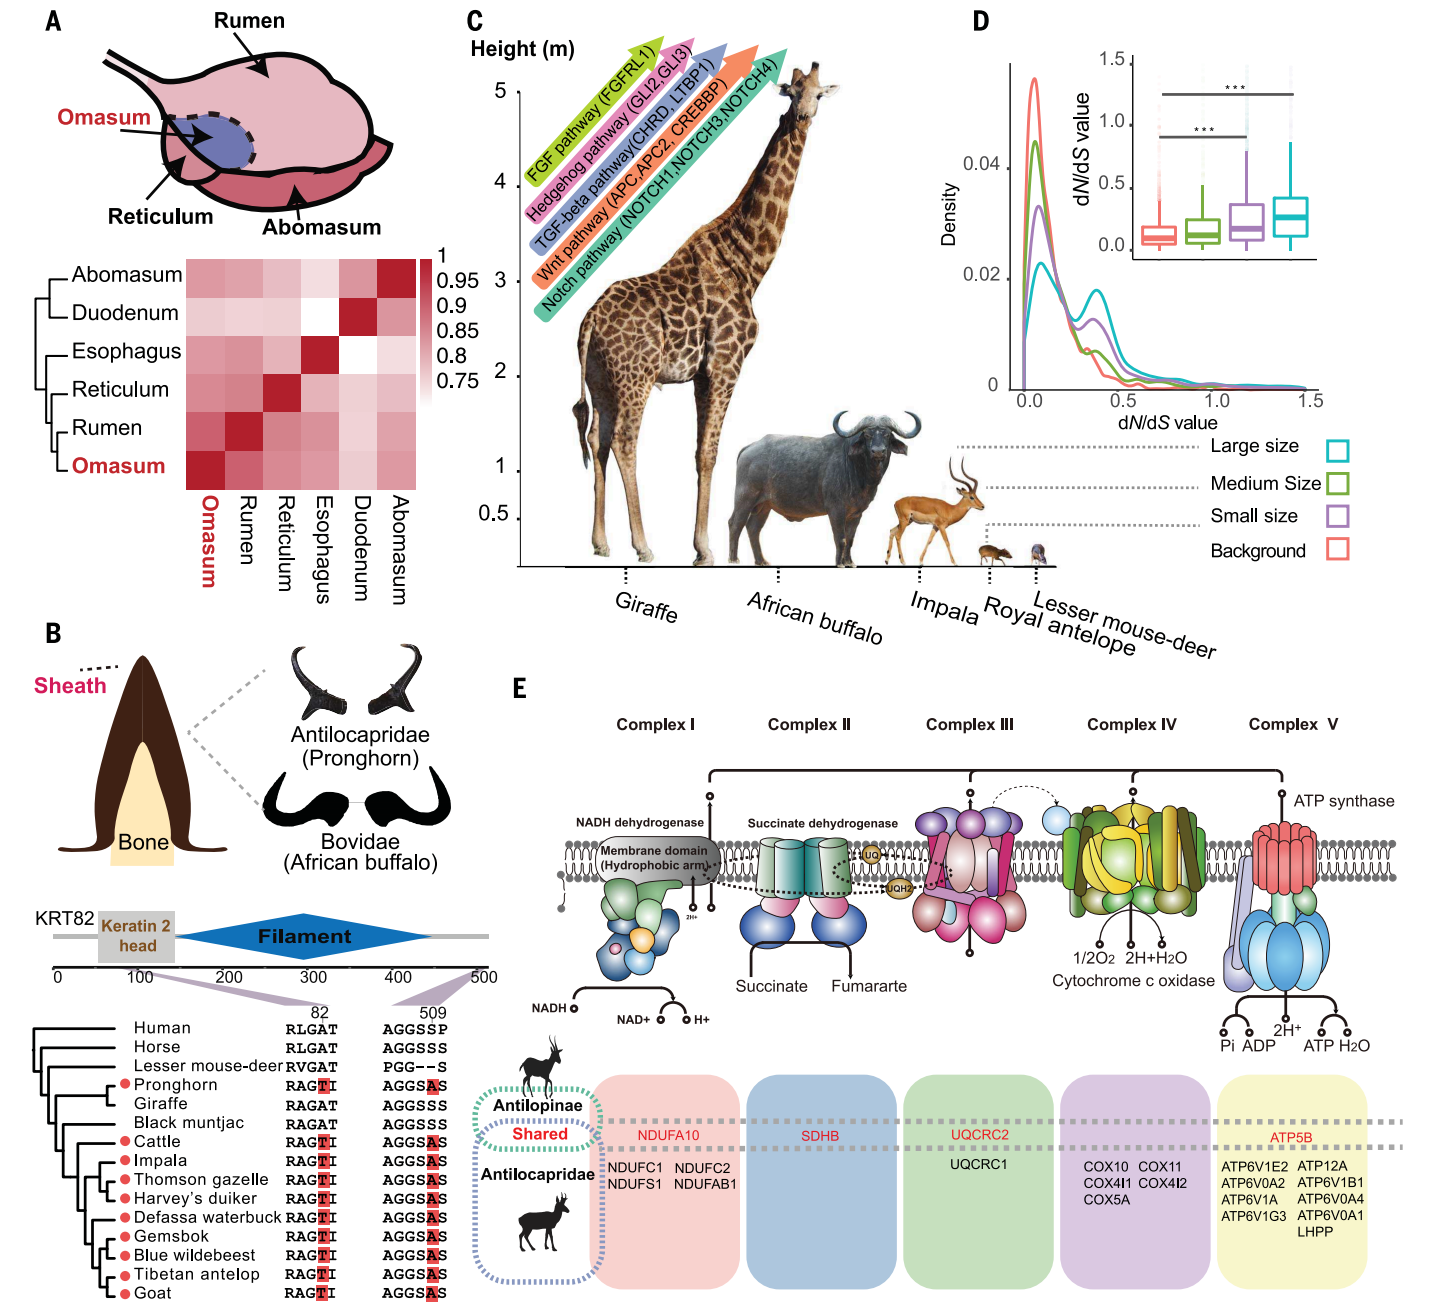 A
Rumen
Omasum
Reticulum
Abomasum
Abomasum
Duodenum
Esophagus
Reticulum
Rumen
Omasum
1
0.95
0.9
0.85
0.8
0.75
Omasum
Rumen
Reticulum
Esophagus
Duodenum
Abomasum
B
Sheath
Bone
Antilocapridae
(Pronghorn)
Bovidae
(African buffalo)
KRT82
Keratin 2
head
Filament
0 100 200 300 400 500
82 509
Human RLGAT AGGSSP
Horse RLGAT AGGSSS
Lesser mouse-deer RVGAT PGG--S
Pronghorn RAGTI AGGSAS
Giraffe RAGAT AGGSSS
Black muntjac RAGAT AGGSSS
Cattle RAGTI AGGSAS
Impala RAGTI AGGSAS
Thomson gazelle RAGTI AGGSAS
Harvey's duiker RAGTI AGGSAS
Defassa waterbuck RAGTI AGGSAS
Gemsbok RAGTI AGGSAS
Blue wildebeest RAGTI AGGSAS
Tibetan antelop RAGTI AGGSAS
Goat RAGTI AGGSAS
C
Height (m)
5
4
3
2
1
0.5
FGF pathway (FGFRL1)
Hedgehog pathway (GLI2,GLI3)
TGF-beta pathway(CHRD, LTBP1)
Wnt pathway (APC,APC2, CREBBP)
Notch pathway (NOTCH1,NOTCH3,NOTCH4)
Giraffe
African buffalo
Impala
Royal antelope
Lesser mouse-deer
D
Density
0.04
0.02
0
0.0 0.5 1.0 1.5
dN/dS value
dN/dS value
1.5
1.0
0.5
0.0
***
***
Large size
Medium Size
Small size
Background
E
Complex I
Complex II
Complex III
Complex IV
Complex V
NADH dehydrogenase
Succinate dehydrogenase
ATP synthase
Membrane domain
(Hydrophobic arm)
UQ
UQH2
2H+
Succinate
Fumararte
1/2O2 2H+H2O
Cytochrome c oxidase
NADH
NAD+
H+
2H+
Pi ADP
ATP H2O
Antilopinae
Shared
Antilocapridae
NDUFA10
NDUFC1 NDUFC2
NDUFS1 NDUFAB1
SDHB
UQCRC2
UQCRC1
COX10 COX11
COX4I1 COX4I2
COX5A
ATP5B
ATP6V1E2 ATP12A
ATP6V0A2 ATP6V1B1
ATP6V1A ATP6V0A4
ATP6V1G3 ATP6V0A1
LHPP